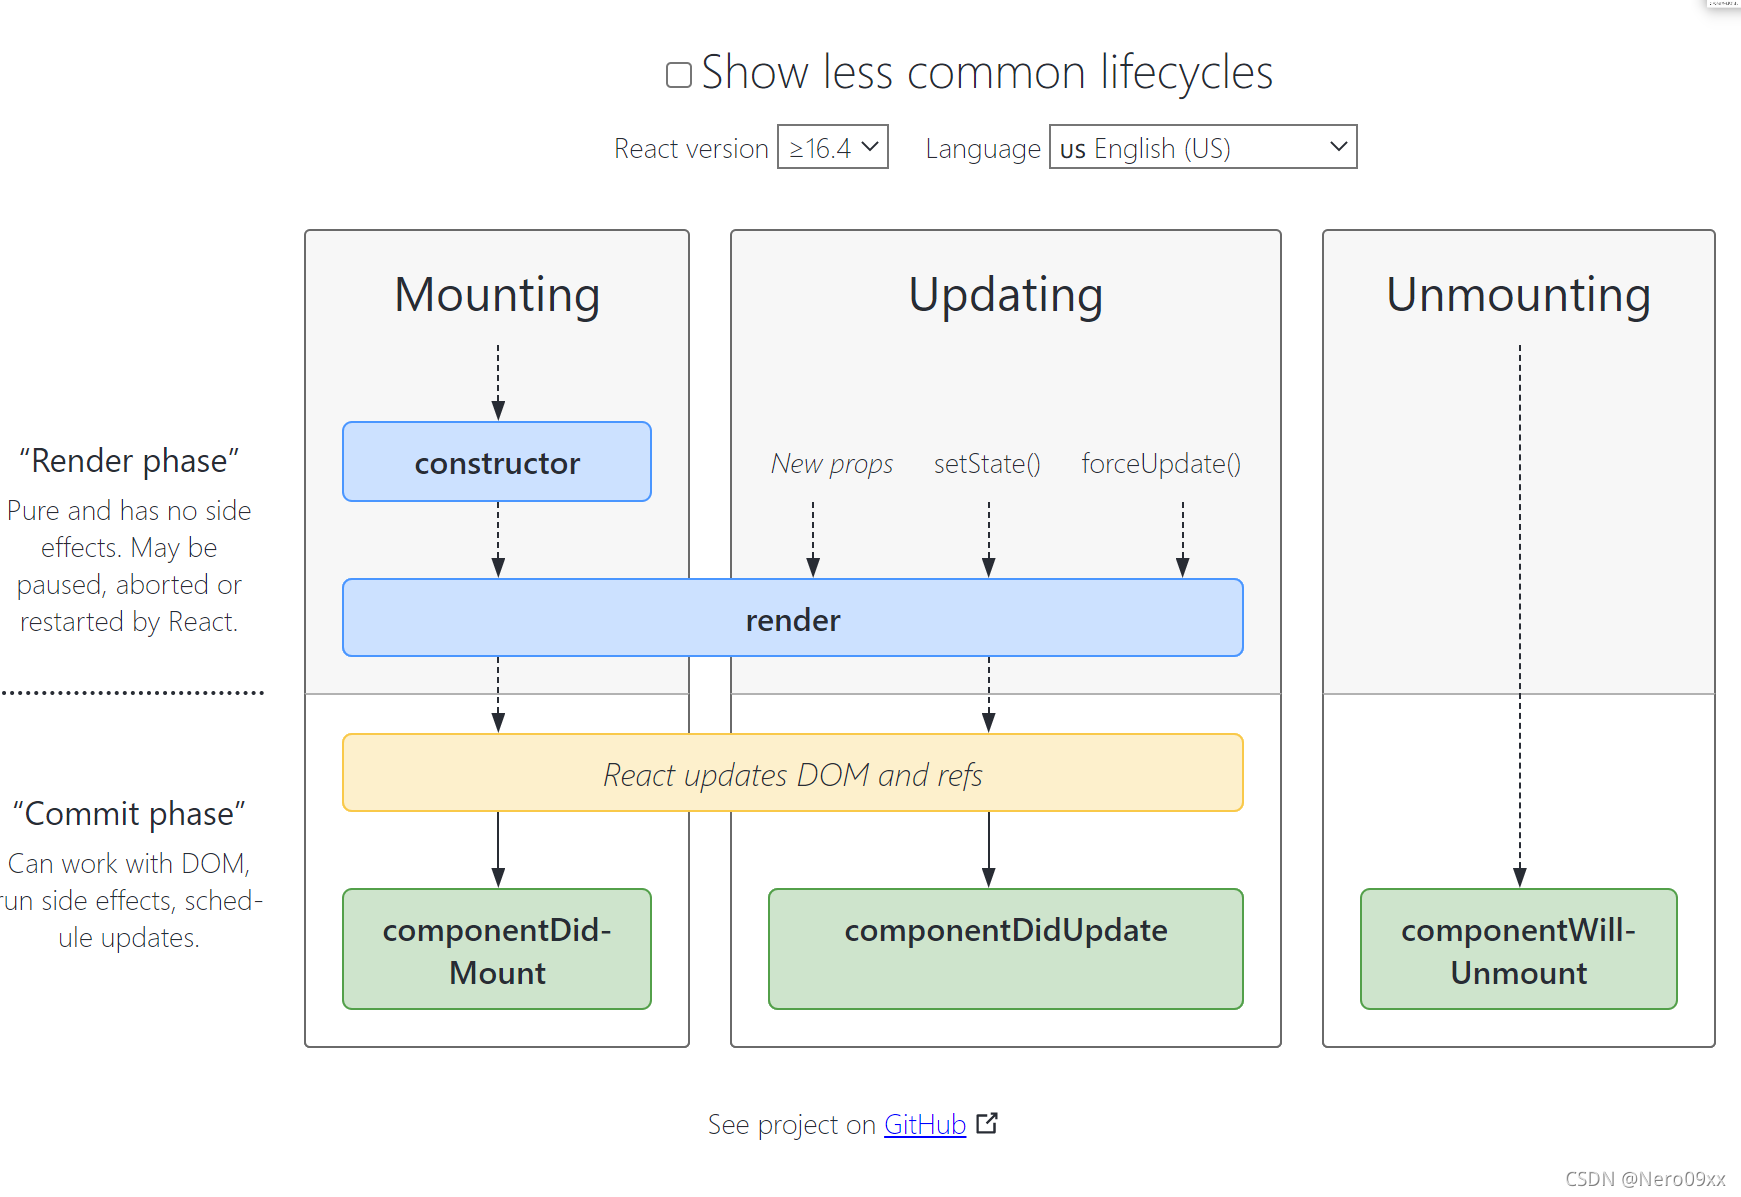 Show less common lifecycles
React version ≥16.4 Language US English (US)
Mounting
Updating
Unmounting
“Render phase”
Pure and has no side
effects. May be
paused, aborted or
restarted by React.
constructor
New props setState() forceUpdate()
render
React updates DOM and refs
“Commit phase”
Can work with DOM,
run side effects, sched-
ule updates.
componentDid-
Mount
componentDidUpdate
componentWill-
Unmount
See project on GitHub
CSDN @Nero09xx